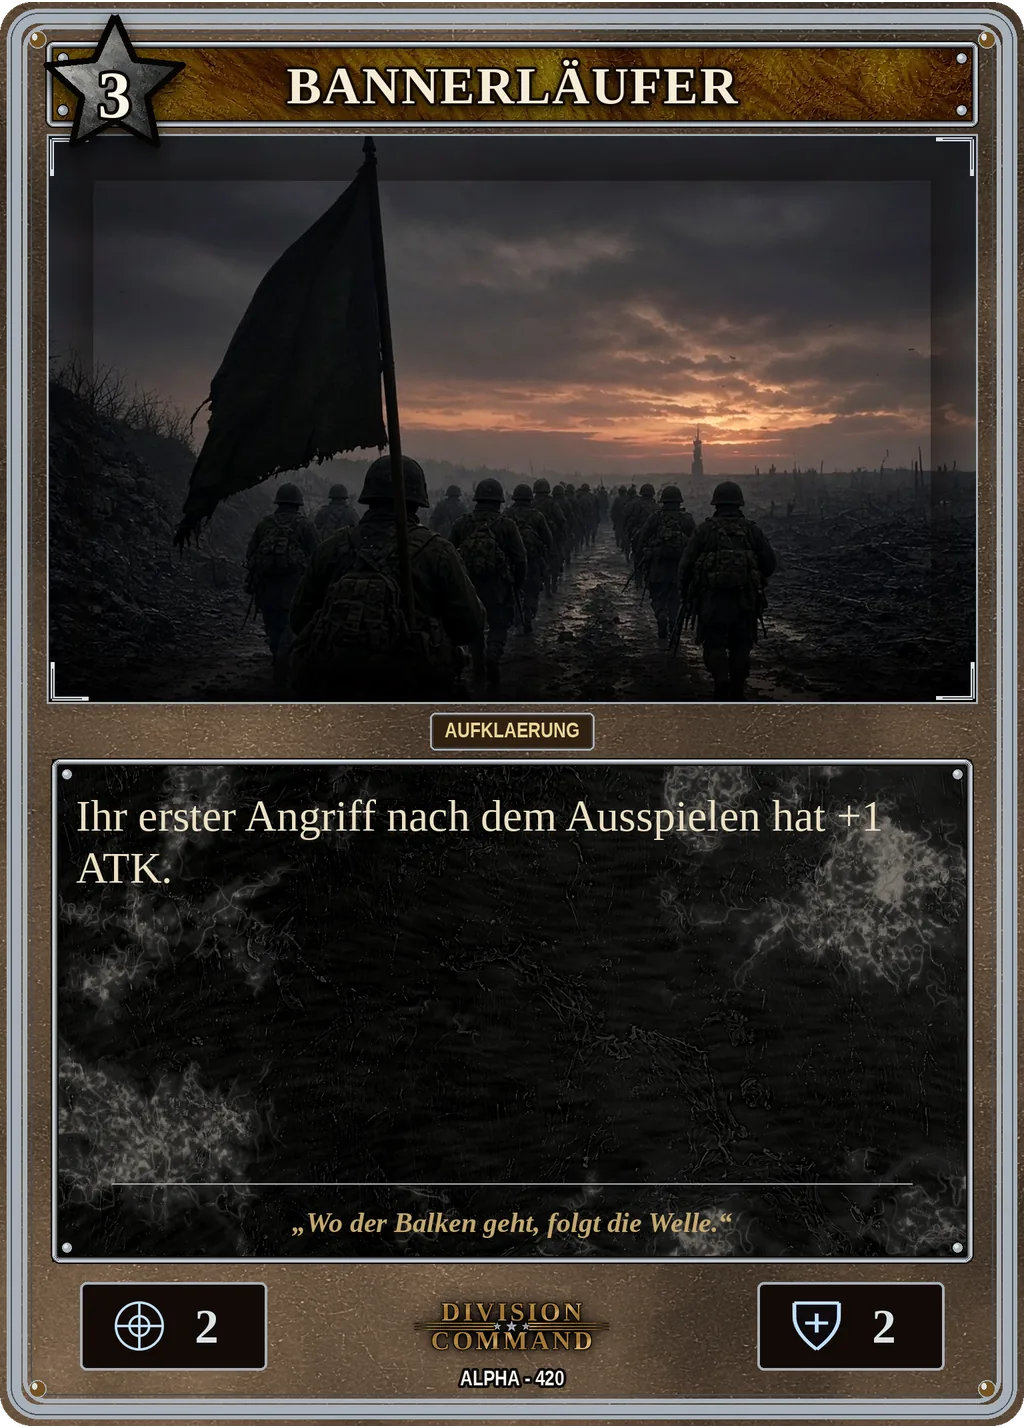 3
BANNERLÄUFER
AUFKLAERUNG
Ihr erster Angriff nach dem Ausspielen hat +1
ATK.
„Wo der Balken geht, folgt die Welle.“
2
DIVISION
COMMAND
2
ALPHA - 420